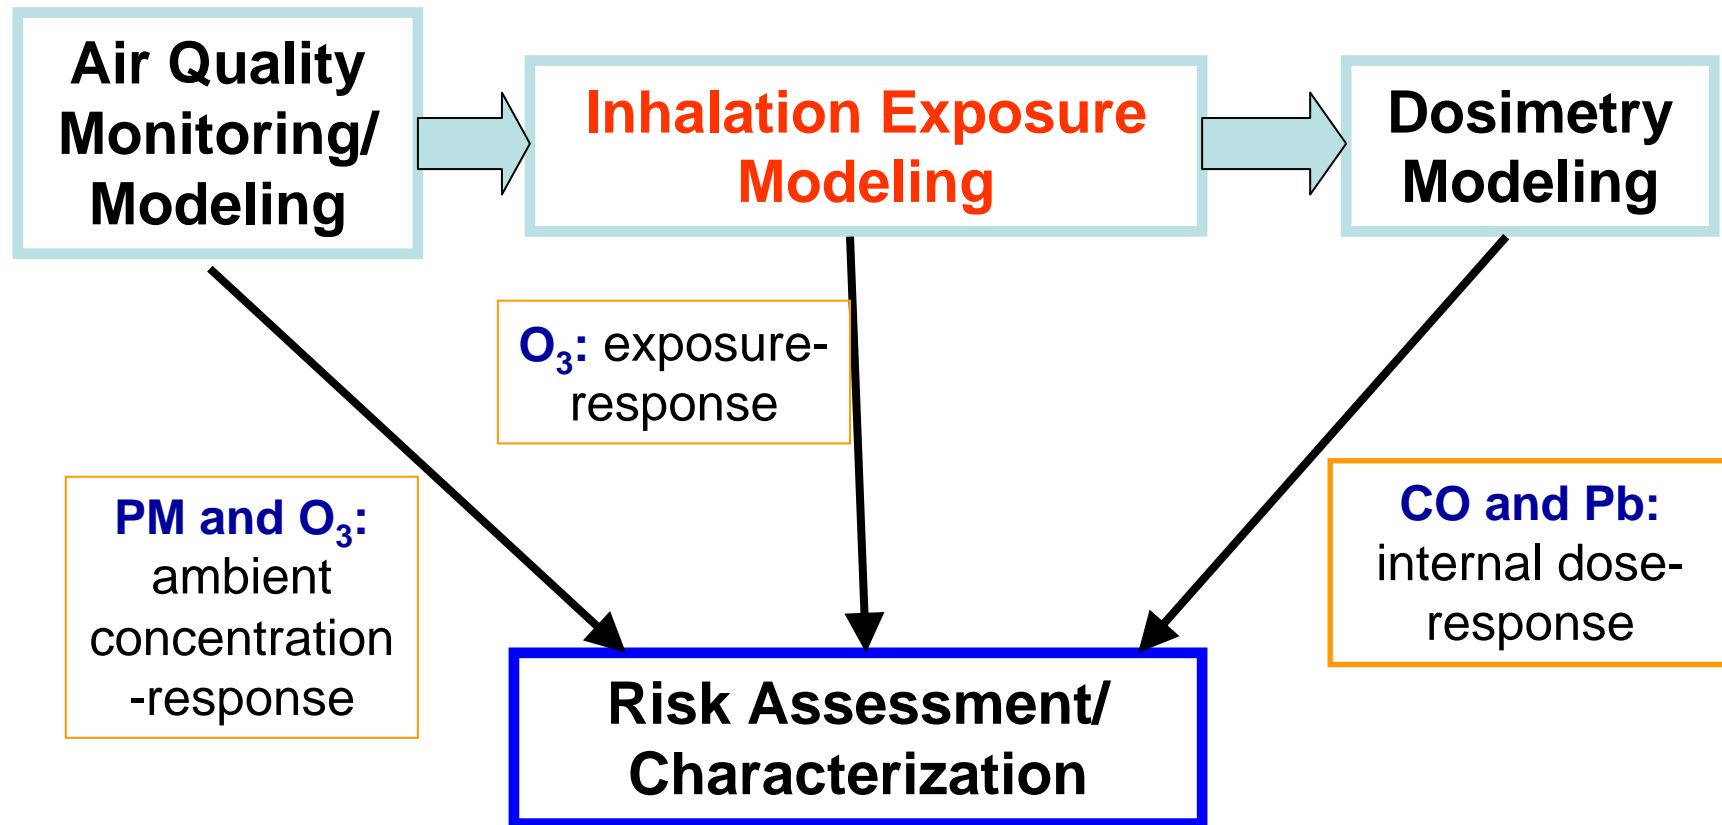 Air Quality
Monitoring/
Modeling
Inhalation Exposure
Modeling
Dosimetry
Modeling
O₃: exposure-
response
PM and O₃:
ambient
concentration
-response
CO and Pb:
internal dose-
response
Risk Assessment/
Characterization